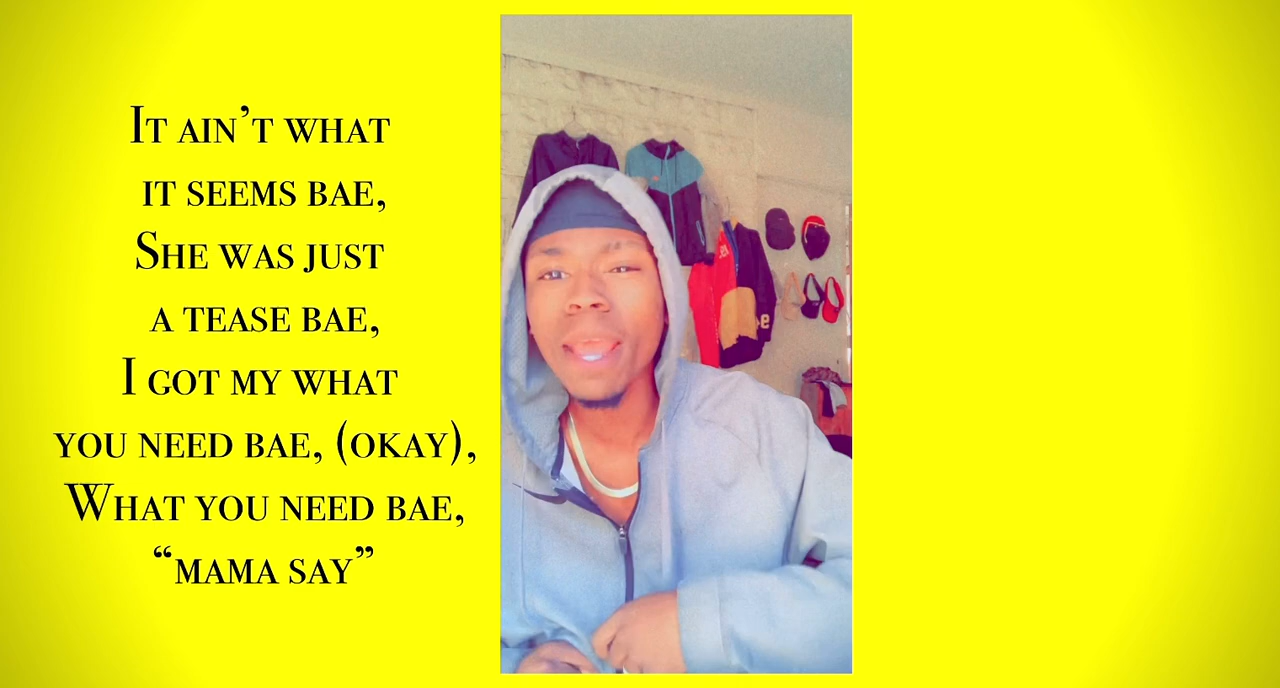 It ain’t what
it seems bae,
She was just
a tease bae,
I got my what
you need bae, (okay),
What you need bae,
“mama say”